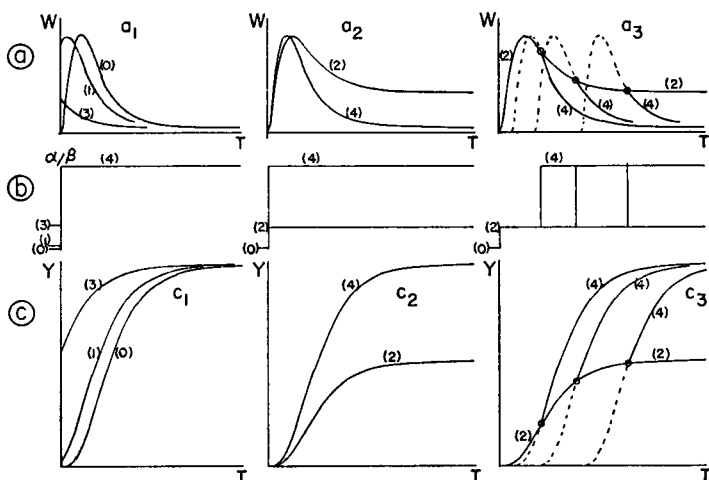 W a₁ W a₂ W a₃
ⓐ
(0) (1) (3) T
(2) (4) T
(2) (2) (4) (4) (4) T
α/β (4) (4) (4)
ⓑ
(3) (1) (0)
(2) (0)
(2) (0)
Y Y Y
ⓒ
(3) c₁ (1) (0) T
(4) c₂ (2) T
(4) (4) c₃ (4) (2) (2) T